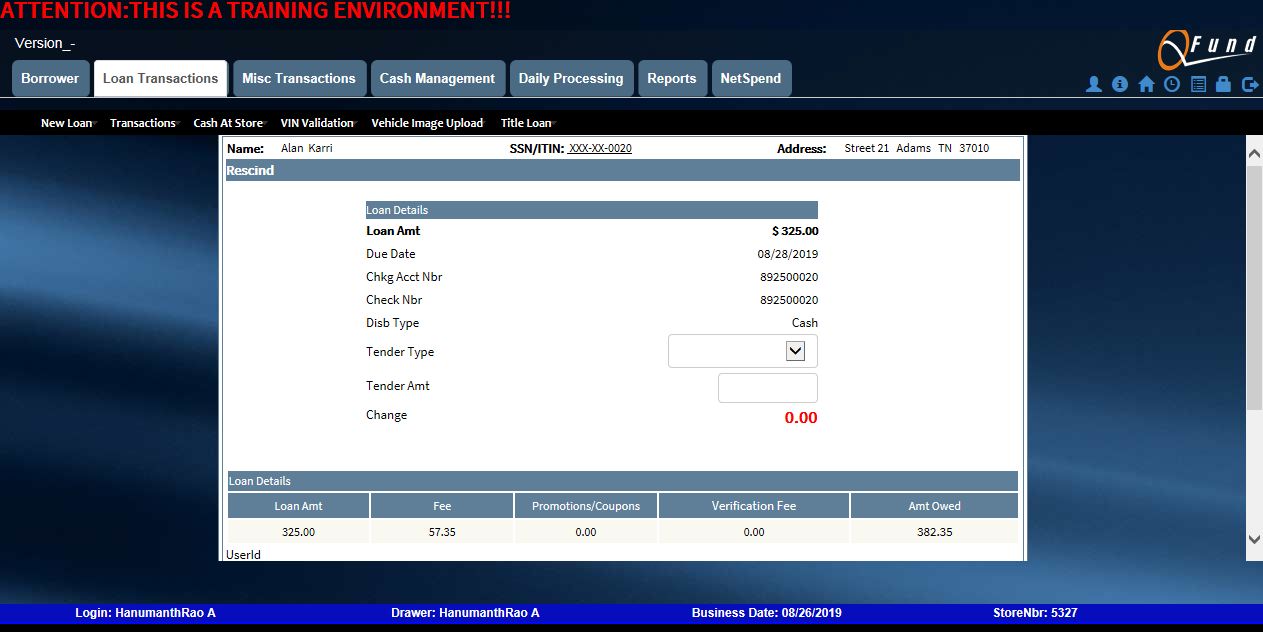 ATTENTION:THIS IS A TRAINING ENVIRONMENT!!!
Version_-
QFund
Borrower Loan Transactions Misc Transactions Cash Management Daily Processing Reports NetSpend
New Loan Transactions Cash At Store VIN Validation Vehicle Image Upload Title Loan
Name: Alan Karri SSN/ITIN: XXX-XX-0020 Address: Street 21 Adams TN 37010
Rescind
Loan Details
Loan Amt $ 325.00
Due Date 08/28/2019
Chkg Acct Nbr 892500020
Check Nbr 892500020
Disb Type Cash
Tender Type
Tender Amt
Change 0.00
Loan Details
Loan Amt Fee Promotions/Coupons Verification Fee Amt Owed
325.00 57.35 0.00 0.00 382.35
UserId
Login: HanumanthRao A Drawer: HanumanthRao A Business Date: 08/26/2019 StoreNbr: 5327